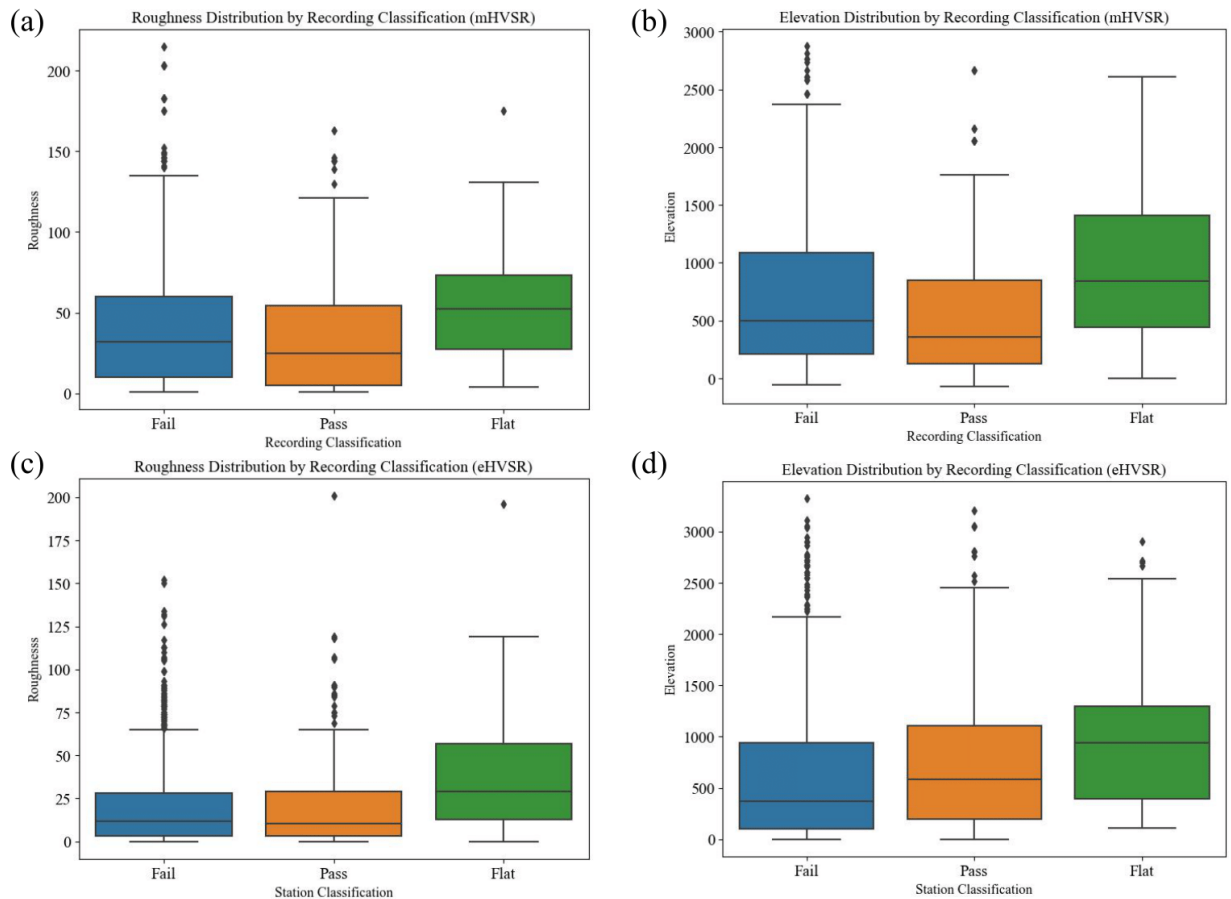 (a)
Roughness Distribution by Recording Classification (mHVSR)
200
150
100
50
0
Roughness
Fail Pass Flat
Recording Classification
(b)
Elevation Distribution by Recording Classification (mHVSR)
3000
2500
2000
1500
1000
500
0
Elevation
Fail Pass Flat
Recording Classification
(c)
Roughness Distribution by Recording Classification (eHVSR)
200
175
150
125
100
75
50
25
0
Roughnesss
Fail Pass Flat
Station Classification
(d)
Elevation Distribution by Recording Classification (eHVSR)
3000
2500
2000
1500
1000
500
0
Elevation
Fail Pass Flat
Station Classification